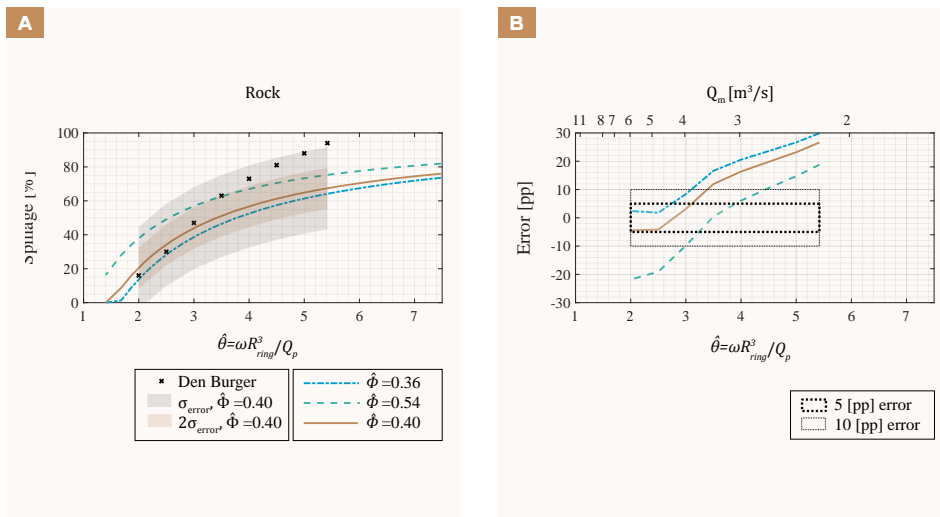 A
Rock
100
80
60
40
20
0
1 2 3 4 5 6 7
θ̂=ωR³ring/Qp
Den Burger
σerror, Φ̂ =0.40
2σerror, Φ̂ =0.40
Φ̂ =0.36
Φ̂ =0.54
Φ̂ =0.40
B
Qm [m³/s]
11 8 7 6 5 4 3 2
Error [pp]
30
20
10
0
-10
-20
-30
1 2 3 4 5 6 7
θ̂=ωR³ring/Qp
5 [pp] error
10 [pp] error